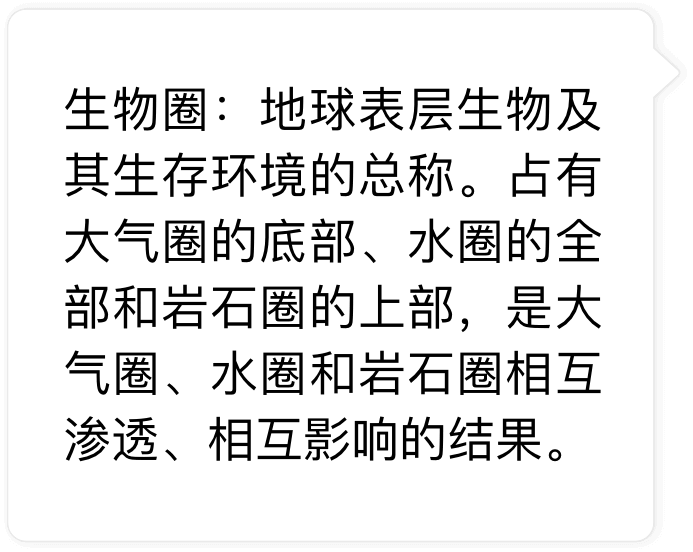 生物圈：地球表层生物及
其生存环境的总称。占有
大气圈的底部、水圈的全
部和岩石圈的上部，是大
气圈、水圈和岩石圈相互
渗透、相互影响的结果。